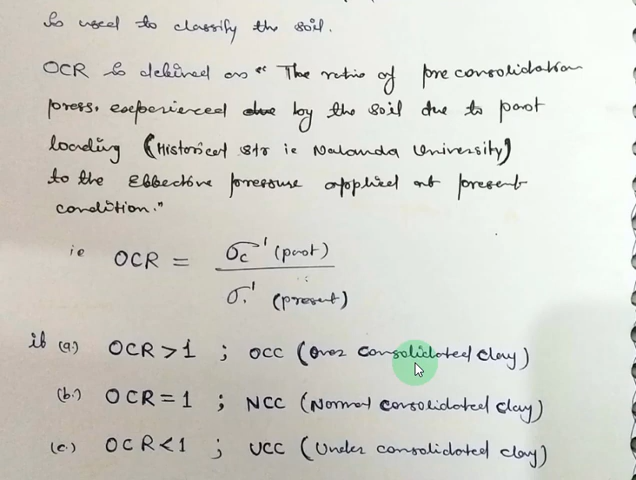 is used to classify the soil.
OCR is defined as "The ratio of preconsolidation
press. experienced due by the soil due to past
loading (Historical str ie Nalanda University)
to the Effective pressure applied at present
condition."
ie OCR = σc' (past) / σ.' (present)
if (a.) OCR > 1 ; OCC (Over consolidated clay)
(b.) OCR = 1 ; NCC (Normal consolidated clay)
(c.) OCR < 1 ; UCC (Under consolidated clay)